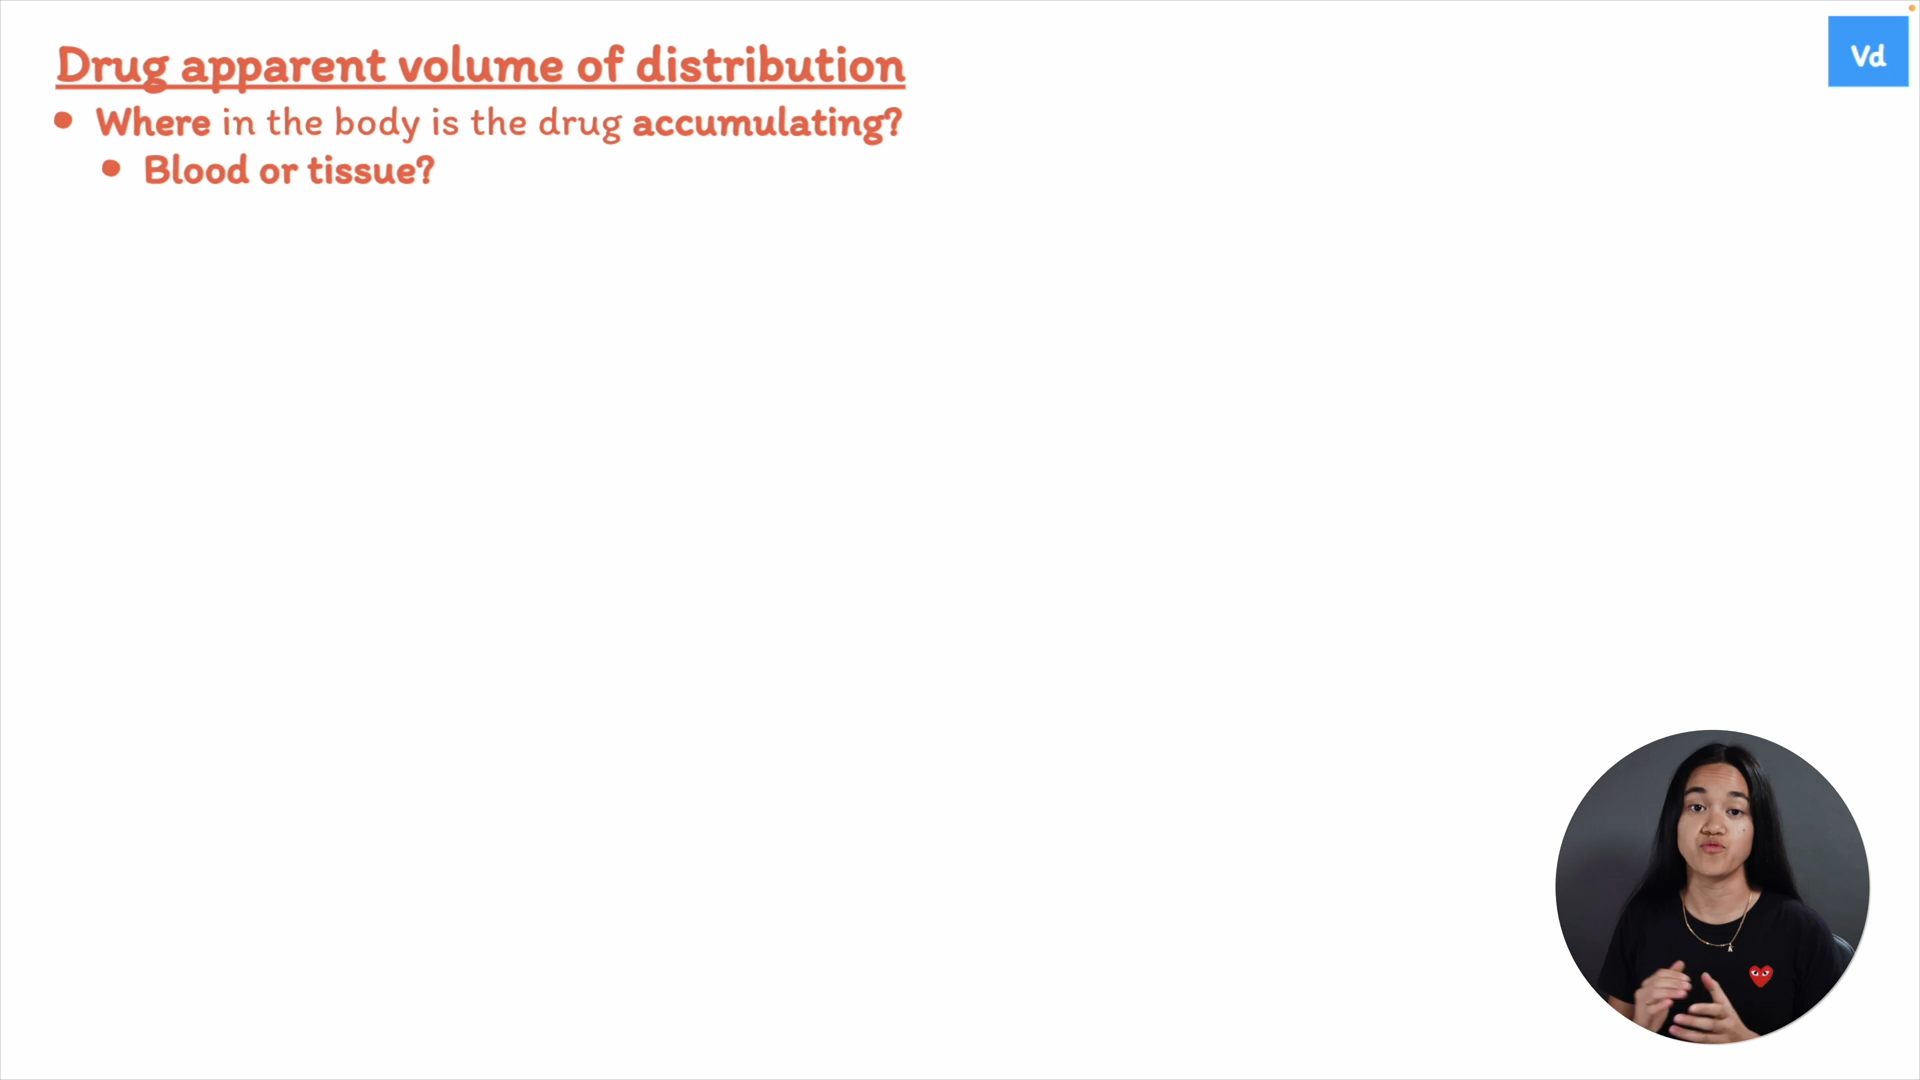 Drug apparent volume of distribution
Vd
• Where in the body is the drug accumulating?
• Blood or tissue?